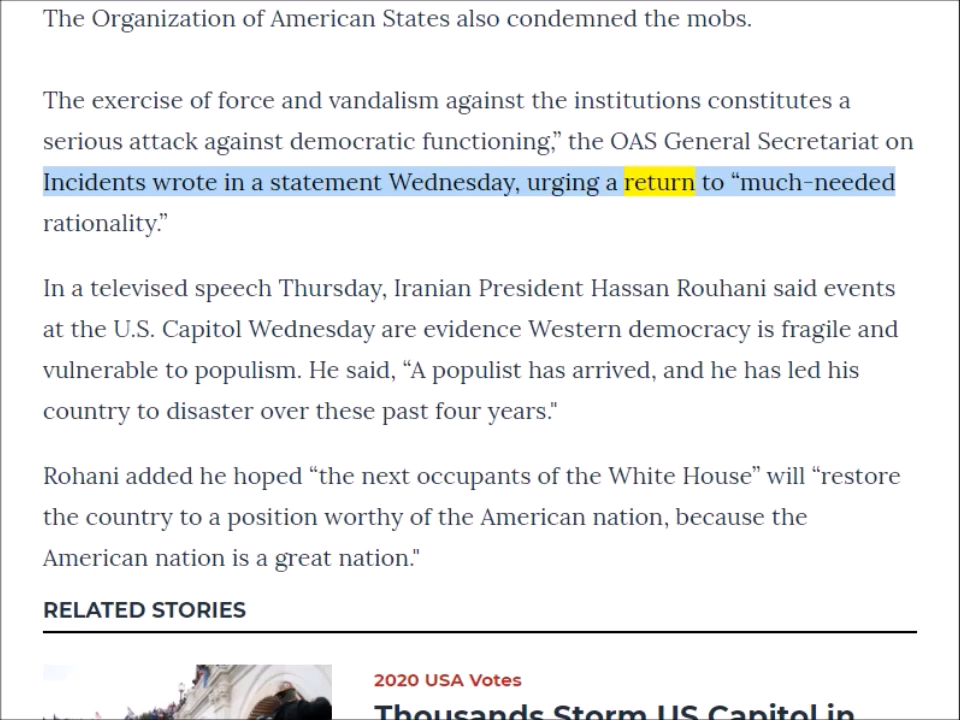 The Organization of American States also condemned the mobs.
The exercise of force and vandalism against the institutions constitutes a
serious attack against democratic functioning,” the OAS General Secretariat on
Incidents wrote in a statement Wednesday, urging a return to “much-needed
rationality.”
In a televised speech Thursday, Iranian President Hassan Rouhani said events
at the U.S. Capitol Wednesday are evidence Western democracy is fragile and
vulnerable to populism. He said, “A populist has arrived, and he has led his
country to disaster over these past four years."
Rohani added he hoped “the next occupants of the White House” will “restore
the country to a position worthy of the American nation, because the
American nation is a great nation."
RELATED STORIES
2020 USA Votes
Thousands Storm US Capitol in